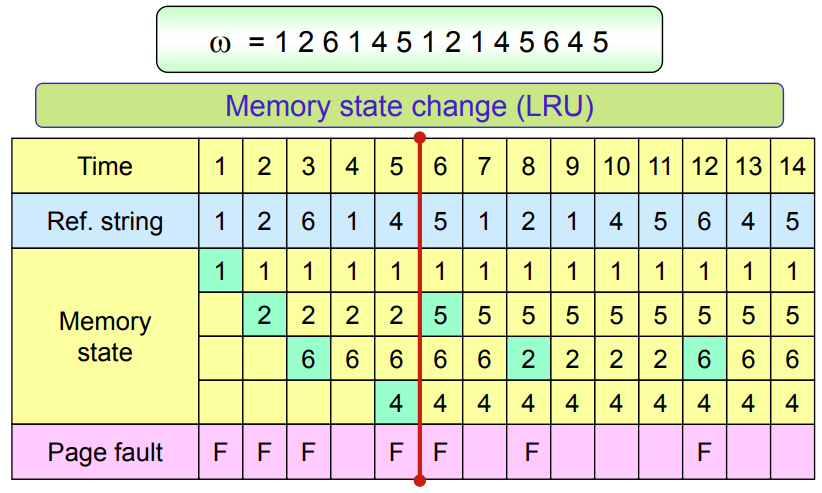 ω = 1 2 6 1 4 5 1 2 1 4 5 6 4 5
Memory state change (LRU)
Time 1 2 3 4 5 6 7 8 9 10 11 12 13 14
Ref. string 1 2 6 1 4 5 1 2 1 4 5 6 4 5
Memory state
1 1 1 1 1 1 1 1 1 1 1 1 1 1
2 2 2 2 5 5 5 5 5 5 5 5 5
6 6 6 6 6 2 2 2 2 6 6 6
4 4 4 4 4 4 4 4 4 4
Page fault F F F F F F F